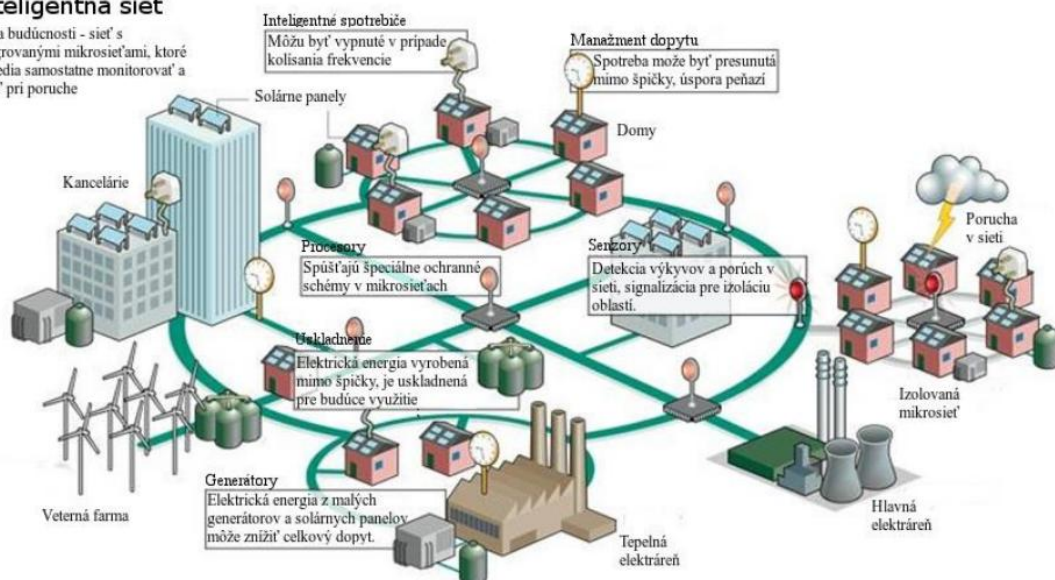 teligentná sieť
a budúcnosti - sieť s
grovanými mikrosieťami, ktoré
edia samostatne monitorovať a
ť pri poruche
Inteligentné spotrebiče
Môžu byť vypnuté v prípade
kolísania frekvencie
Manažment dopytu
Spotreba može byť presunutá
mimo špičky, úspora peňazí
Solárne panely
Domy
Kancelárie
Porucha
v sieti
Procesory
Spúšťajú špeciálne ochranné
schémy v mikrosieťach
Senzory
Detekcia výkyvov a porúch v
sieti, signalizácia pre izoláciu
oblastí.
Uskladnenie
Elektrická energia vyrobená
mimo špičky, je uskladnená
pre budúce využitie
Izolovaná
mikrosieť
Generátory
Elektrická energia z malých
generátorov a solárnych panelov
môže znížiť celkový dopyt.
Veterná farma
Tepelná
elektráreň
Hlavná
elektráreň